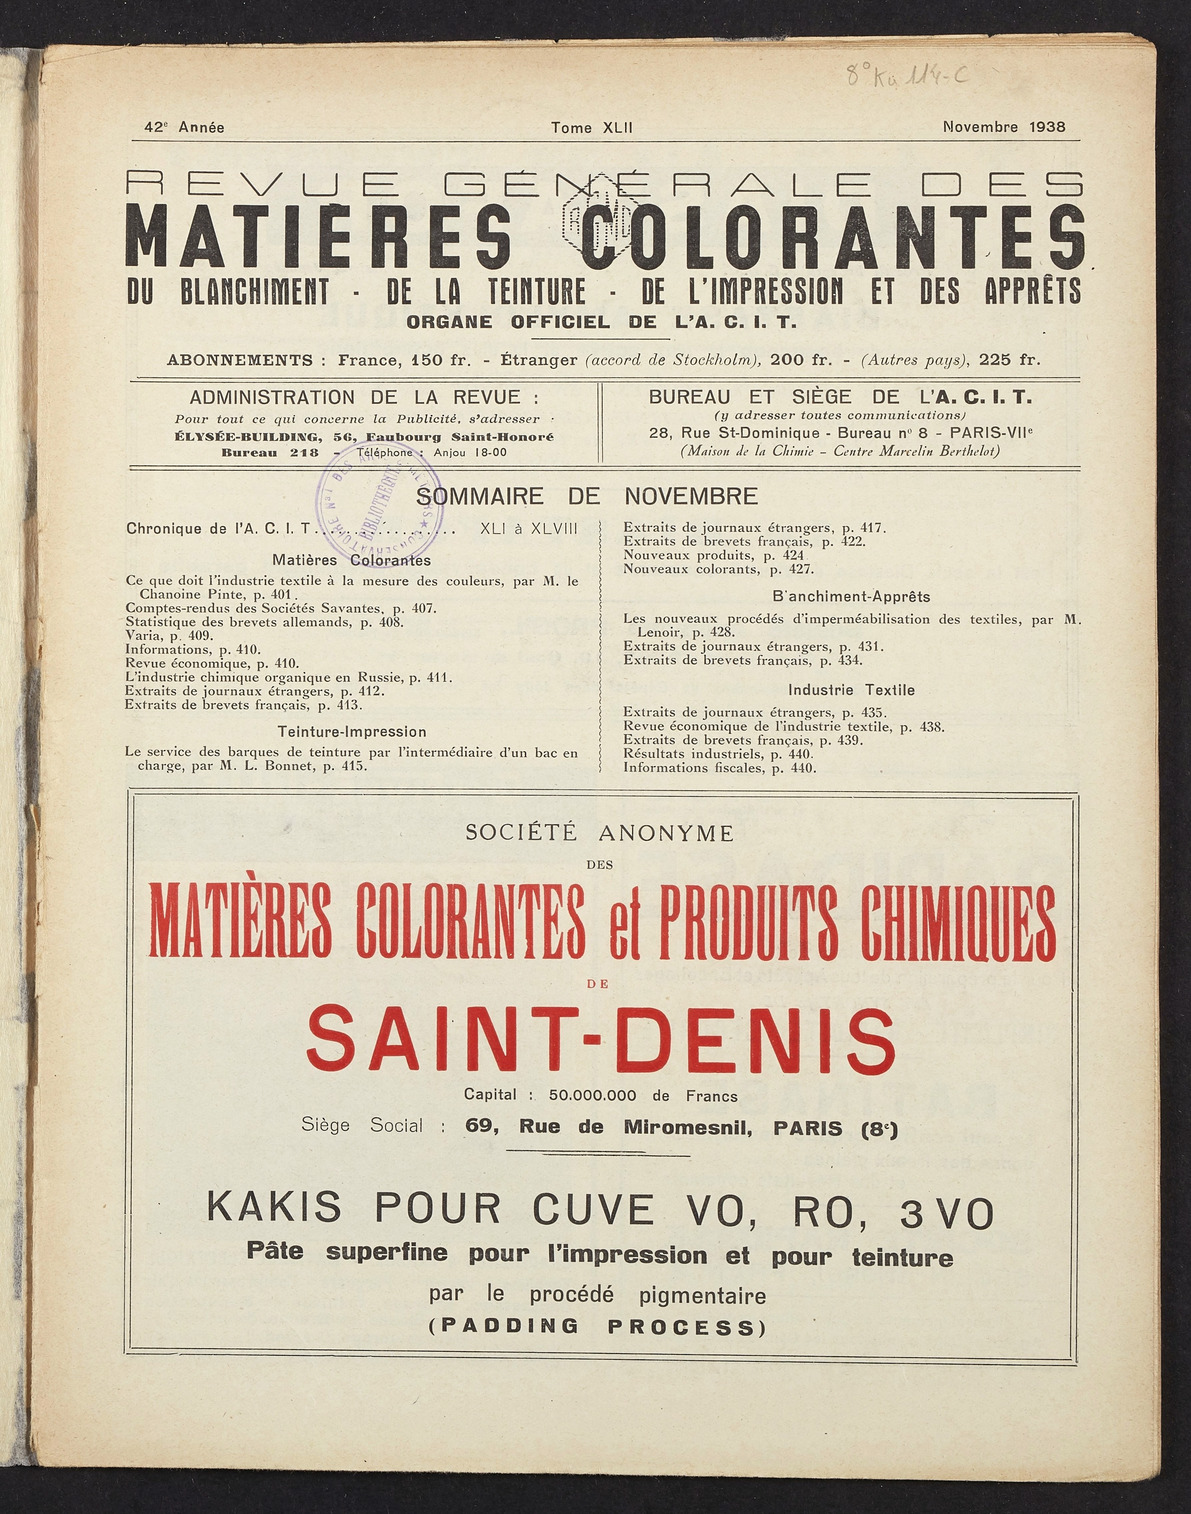 8° Ku 114-C
42e Année Tome XLII Novembre 1938
REVUE GÉNÉRALE DES
MATIÈRES COLORANTES
DU BLANCHIMENT - DE LA TEINTURE - DE L'IMPRESSION ET DES APPRÊTS
ORGANE OFFICIEL DE L'A. C. I. T.
ABONNEMENTS : France, 150 fr. - Étranger (accord de Stockholm), 200 fr. - (Autres pays), 225 fr.
ADMINISTRATION DE LA REVUE :
Pour tout ce qui concerne la Publicité, s'adresser :
ÉLYSÉE-BUILDING, 56, Faubourg Saint-Honoré
Bureau 218 - Téléphone : Anjou 18-00
BUREAU ET SIÈGE DE L'A. C. I. T.
(y adresser toutes communications)
28, Rue St-Dominique - Bureau no 8 - PARIS-VIIe
(Maison de la Chimie - Centre Marcelin Berthelot)
BIBLIOTHÈQUE
SOMMAIRE DE NOVEMBRE
Chronique de l'A. C. I. T. . . . . . . . . . . . . . . . XLI à XLVIII
Matières Colorantes
Ce que doit l'industrie textile à la mesure des couleurs, par M. le
Chanoine Pinte, p. 401.
Comptes-rendus des Sociétés Savantes, p. 407.
Statistique des brevets allemands, p. 408.
Varia, p. 409.
Informations, p. 410.
Revue économique, p. 410.
L'industrie chimique organique en Russie, p. 411.
Extraits de journaux étrangers, p. 412.
Extraits de brevets français, p. 413.
Teinture-Impression
Le service des barques de teinture par l'intermédiaire d'un bac en
charge, par M. L. Bonnet, p. 415.
Extraits de journaux étrangers, p. 417.
Extraits de brevets français, p. 422.
Nouveaux produits, p. 424
Nouveaux colorants, p. 427.
B'anchiment-Apprêts
Les nouveaux procédés d'imperméabilisation des textiles, par M.
Lenoir, p. 428.
Extraits de journaux étrangers, p. 431.
Extraits de brevets français, p. 434.
Industrie Textile
Extraits de journaux étrangers, p. 435.
Revue économique de l'industrie textile, p. 438.
Extraits de brevets français, p. 439.
Résultats industriels, p. 440.
Informations fiscales, p. 440.
SOCIÉTÉ ANONYME
DES
MATIÈRES COLORANTES et PRODUITS CHIMIQUES
DE
SAINT-DENIS
Capital : 50.000.000 de Francs
Siège Social : 69, Rue de Miromesnil, PARIS (8e)
KAKIS POUR CUVE VO, RO, 3 VO
Pâte superfine pour l'impression et pour teinture
par le procédé pigmentaire
(PADDING PROCESS)